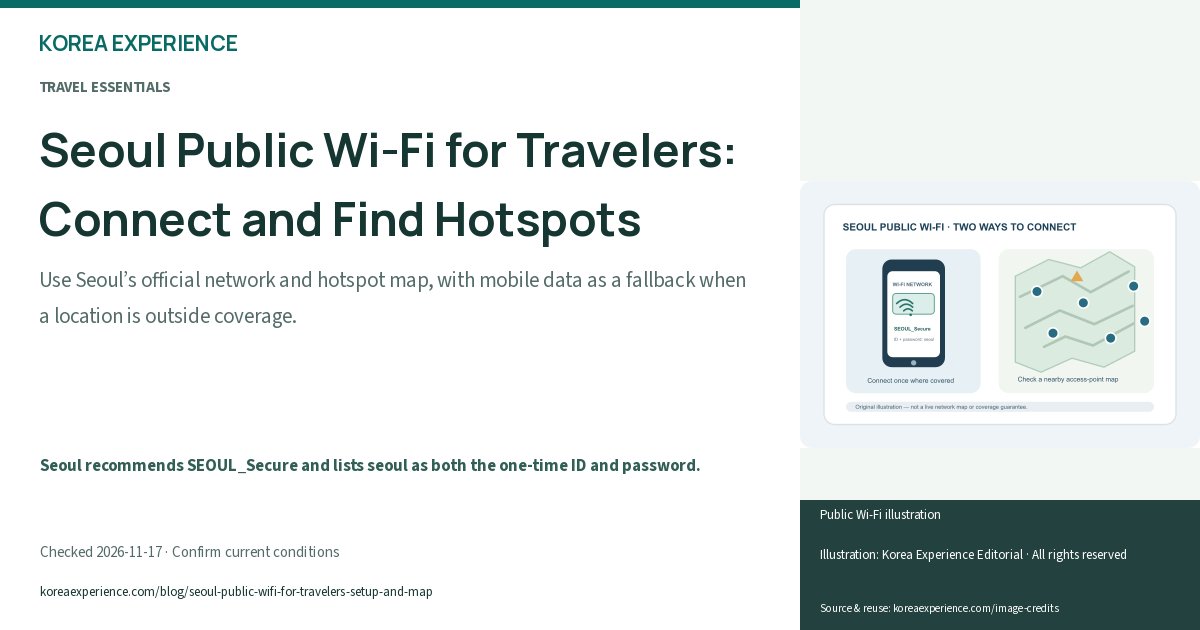 KOREA EXPERIENCE
TRAVEL ESSENTIALS
Seoul Public Wi-Fi for Travelers:
Connect and Find Hotspots
Use Seoul’s official network and hotspot map, with mobile data as a fallback when
a location is outside coverage.
Seoul recommends SEOUL_Secure and lists seoul as both the one-time ID and password.
Checked 2026-11-17 · Confirm current conditions
koreaexperience.com/blog/seoul-public-wifi-for-travelers-setup-and-map
SEOUL PUBLIC WI-FI · TWO WAYS TO CONNECT
WI-FI NETWORK
SEOUL_Secure
ID + password: seoul
Connect once where covered
Check a nearby access-point map
Original illustration — not a live network map or coverage guarantee.
Public Wi-Fi illustration
Illustration: Korea Experience Editorial · All rights reserved
Source & reuse: koreaexperience.com/image-credits